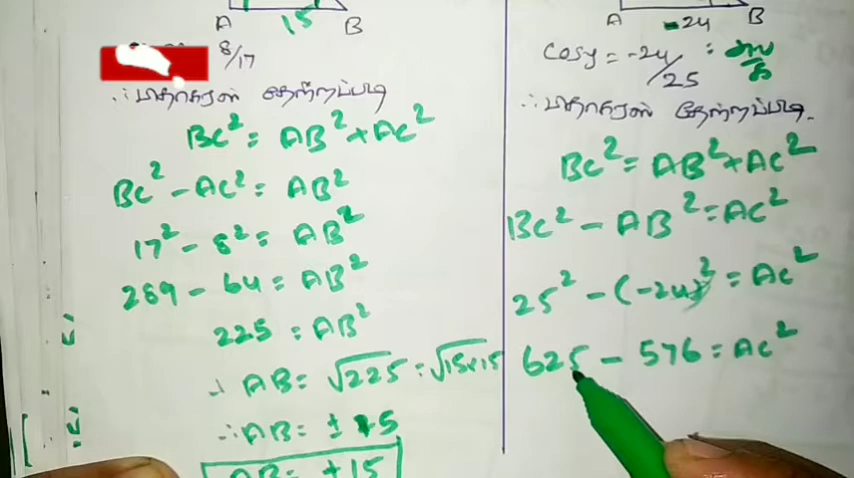 A 15 B
8/17
∴ பிதாகரஸ் தேற்றப்படி
BC² = AB² + AC²
BC² - AC² = AB²
17² - 8² = AB²
289 - 64 = AB²
225 = AB²
∴ AB = √225 = √15×15
∴ AB = ± 15
AB = +15
A -24 B
Cosy = -24/25 :
∴ பிதாகரஸ் தேற்றப்படி.
BC² = AB² + AC²
BC² - AB² = AC²
25² - (-24)² = AC²
625 - 576 = AC²